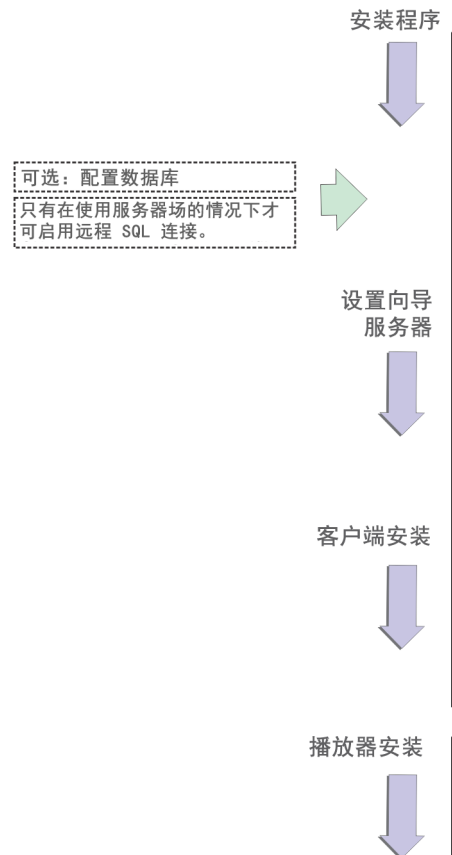 安装程序
可选: 配置数据库
只有在使用服务器场的情况下才
可启用远程 SQL 连接。
设置向导
服务器
客户端安装
播放器安装